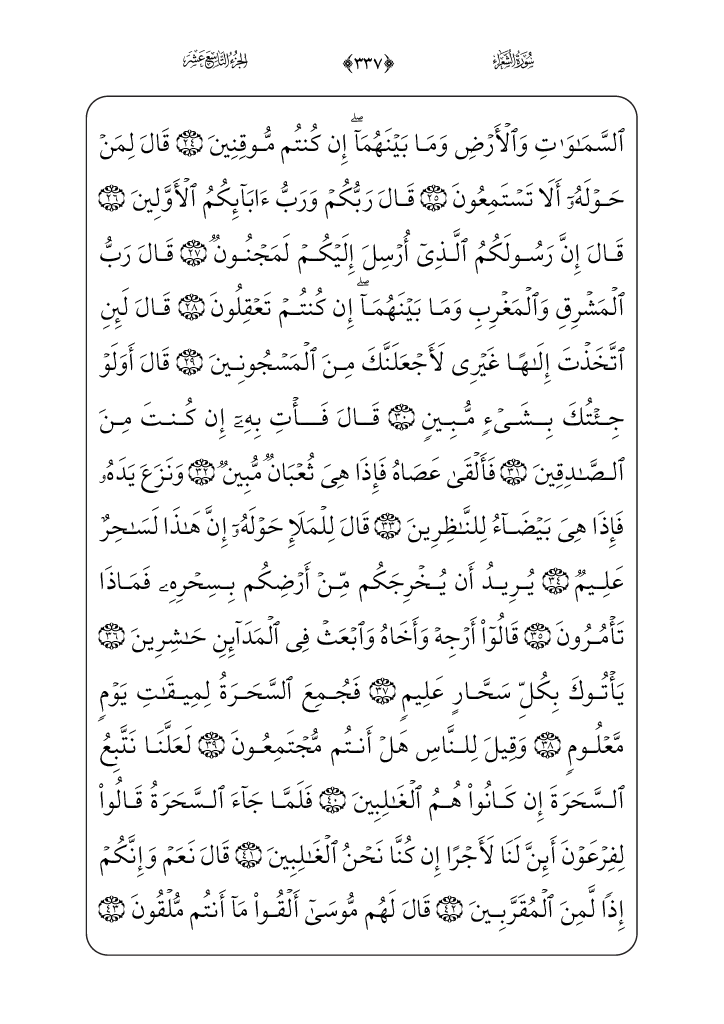 سُورَةُ الشُّعَرَاءِ ﴿٣٣٧﴾ الجُزْءُ التَّاسِعَ عَشَرَ
ٱلسَّمَٰوَٰتِ وَٱلْأَرْضِ وَمَا بَيْنَهُمَآۖ إِن كُنتُم مُّوقِنِينَ ٢٤ قَالَ لِمَنْ
حَوْلَهُۥٓ أَلَا تَسْتَمِعُونَ ٢٥ قَالَ رَبُّكُمْ وَرَبُّ ءَابَآئِكُمُ ٱلْأَوَّلِينَ ٢٦
قَالَ إِنَّ رَسُولَكُمُ ٱلَّذِىٓ أُرْسِلَ إِلَيْكُمْ لَمَجْنُونٌ ٢٧ قَالَ رَبُّ
ٱلْمَشْرِقِ وَٱلْمَغْرِبِ وَمَا بَيْنَهُمَآۖ إِن كُنتُمْ تَعْقِلُونَ ٢٨ قَالَ لَئِنِ
ٱتَّخَذْتَ إِلَٰهًا غَيْرِى لَأَجْعَلَنَّكَ مِنَ ٱلْمَسْجُونِينَ ٢٩ قَالَ أَوَلَوْ
جِئْتُكَ بِشَىْءٍ مُّبِينٍ ٣٠ قَالَ فَأْتِ بِهِۦٓ إِن كُنتَ مِنَ
ٱلصَّٰدِقِينَ ٣١ فَأَلْقَىٰ عَصَاهُ فَإِذَا هِىَ ثُعْبَانٌ مُّبِينٌ ٣٢ وَنَزَعَ يَدَهُۥ
فَإِذَا هِىَ بَيْضَآءُ لِلنَّٰظِرِينَ ٣٣ قَالَ لِلْمَلَإِ حَوْلَهُۥٓ إِنَّ هَٰذَا لَسَٰحِرٌ
عَلِيمٌ ٣٤ يُرِيدُ أَن يُخْرِجَكُم مِّنْ أَرْضِكُم بِسِحْرِهِۦ فَمَاذَا
تَأْمُرُونَ ٣٥ قَالُوٓا۟ أَرْجِهْ وَأَخَاهُ وَٱبْعَثْ فِى ٱلْمَدَآئِنِ حَٰشِرِينَ ٣٦
يَأْتُوكَ بِكُلِّ سَحَّارٍ عَلِيمٍ ٣٧ فَجُمِعَ ٱلسَّحَرَةُ لِمِيقَٰتِ يَوْمٍ
مَّعْلُومٍ ٣٨ وَقِيلَ لِلنَّاسِ هَلْ أَنتُم مُّجْتَمِعُونَ ٣٩ لَعَلَّنَا نَتَّبِعُ
ٱلسَّحَرَةَ إِن كَانُوا۟ هُمُ ٱلْغَٰلِبِينَ ٤٠ فَلَمَّا جَآءَ ٱلسَّحَرَةُ قَالُوا۟
لِفِرْعَوْنَ أَئِنَّ لَنَا لَأَجْرًا إِن كُنَّا نَحْنُ ٱلْغَٰلِبِينَ ٤١ قَالَ نَعَمْ وَإِنَّكُمْ
إِذًا لَّمِنَ ٱلْمُقَرَّبِينَ ٤٢ قَالَ لَهُم مُّوسَىٰٓ أَلْقُوا۟ مَآ أَنتُم مُّلْقُونَ ٤٣